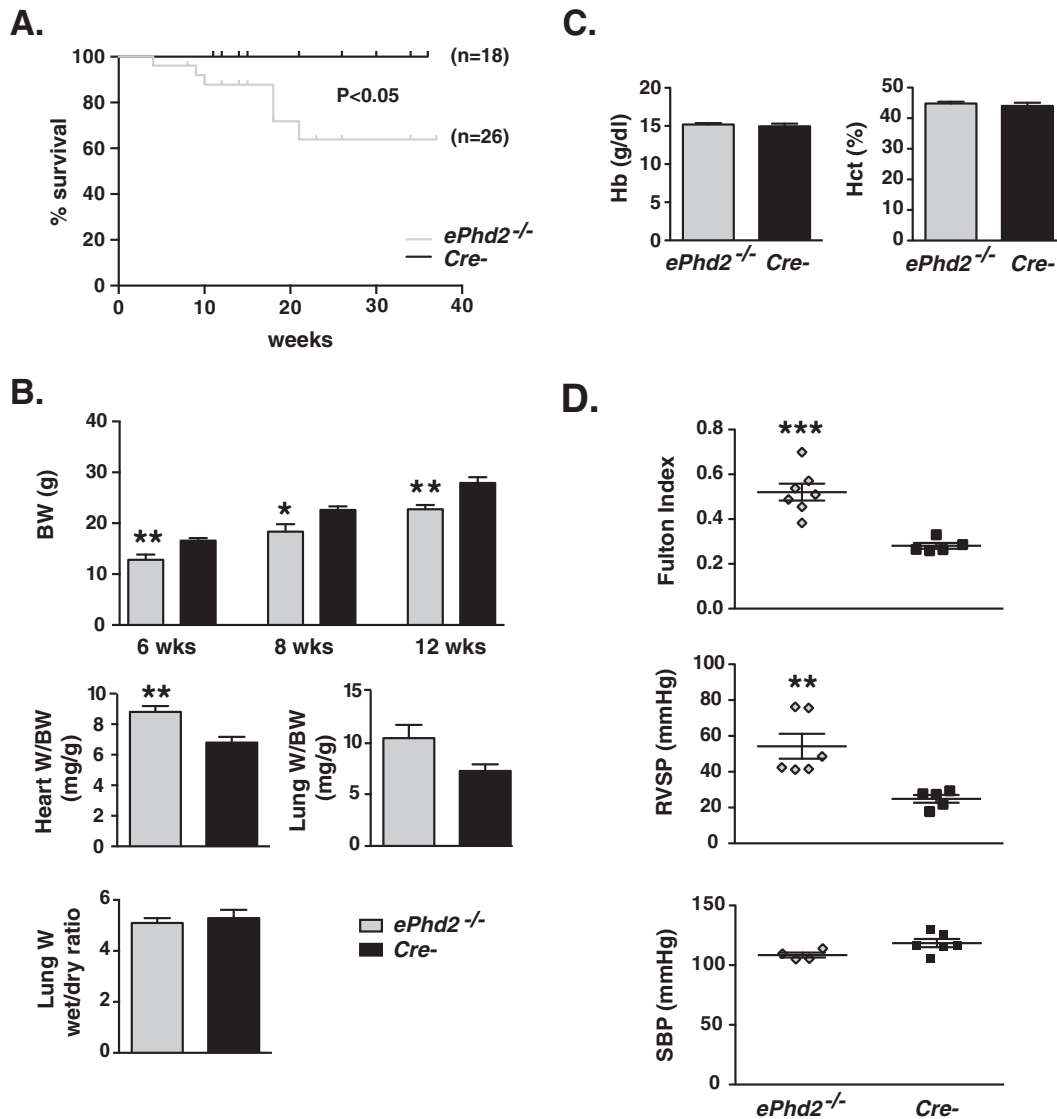 A.
100
80
60
40
20
0
% survival
(n=18)
P<0.05
(n=26)
ePhd2-/-
Cre-
0 10 20 30 40
weeks
B.
40
30
20
10
0
BW (g)
** * **
6 wks 8 wks 12 wks
10
8
6
4
2
0
Heart W/BW
(mg/g)
**
15
10
5
0
Lung W/BW
(mg/g)
6
4
2
0
Lung W
wet/dry ratio
ePhd2-/-
Cre-
C.
20
15
10
5
0
Hb (g/dl)
ePhd2-/- Cre-
50
40
30
20
10
0
Hct (%)
ePhd2-/- Cre-
D.
0.8
0.6
0.4
0.2
0.0
Fulton Index
***
100
80
60
40
20
0
RVSP (mmHg)
**
150
100
50
0
SBP (mmHg)
ePhd2-/- Cre-